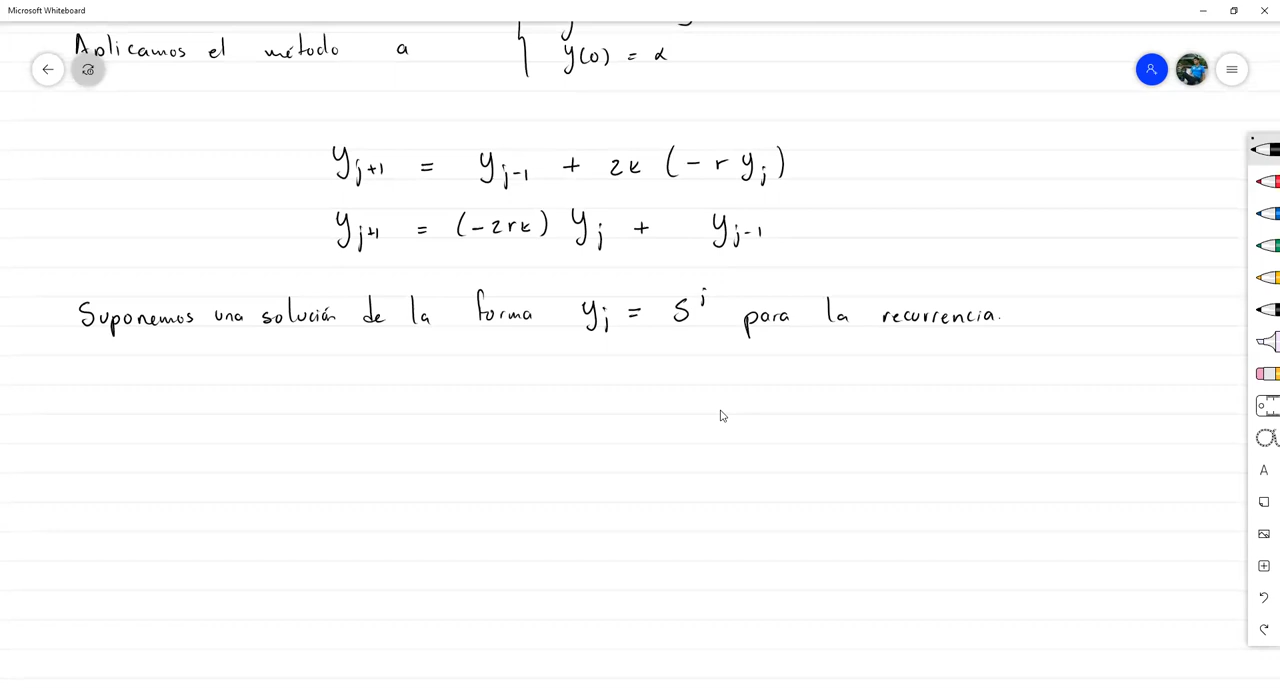 Microsoft Whiteboard
Aplicamos el método a
y(0) = α
y_{j+1} = y_{j-1} + 2k (- r y_j)
y_{j+1} = (-2rk) y_j + y_{j-1}
Suponemos una solución de la forma y_j = s^j para la recurrencia.
A